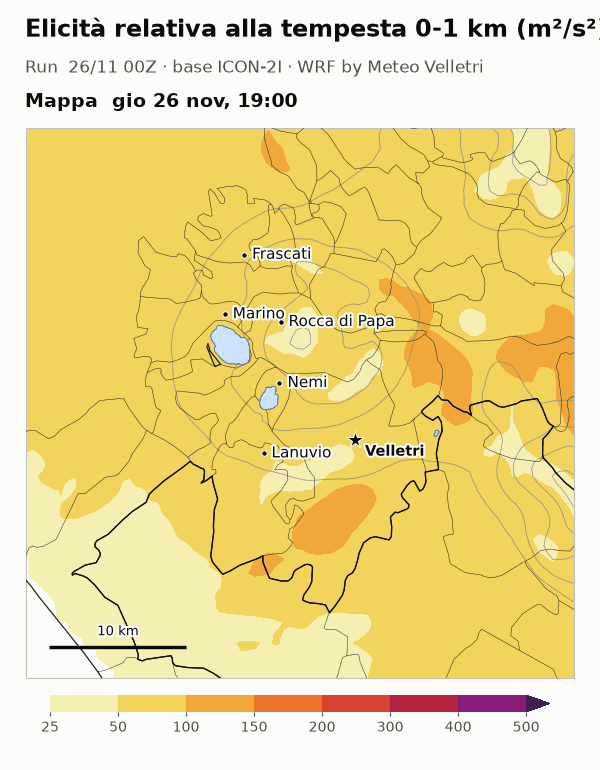 Elicità relativa alla tempesta 0-1 km (m²/s²)
Run  26/11 00Z · base ICON-2I · WRF by Meteo Velletri
Mappa  gio 26 nov, 19:00
Frascati
Marino
Rocca di Papa
Nemi
Velletri
Lanuvio
10 km
25 50 100 150 200 300 400 500